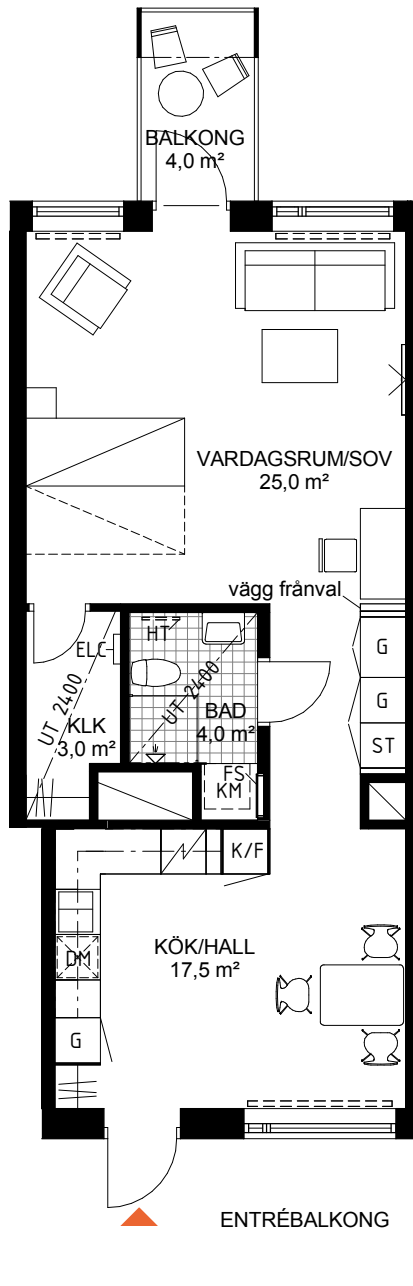 BALKONG
4,0 m²
VARDAGSRUM/SOV
25,0 m²
vägg frånval
HT
ELC
G
UT 2400
UT 2400
G
KLK
3,0 m²
BAD
4,0 m²
ST
FS
KM
K/F
KÖK/HALL
17,5 m²
DM
G
ENTRÉBALKONG